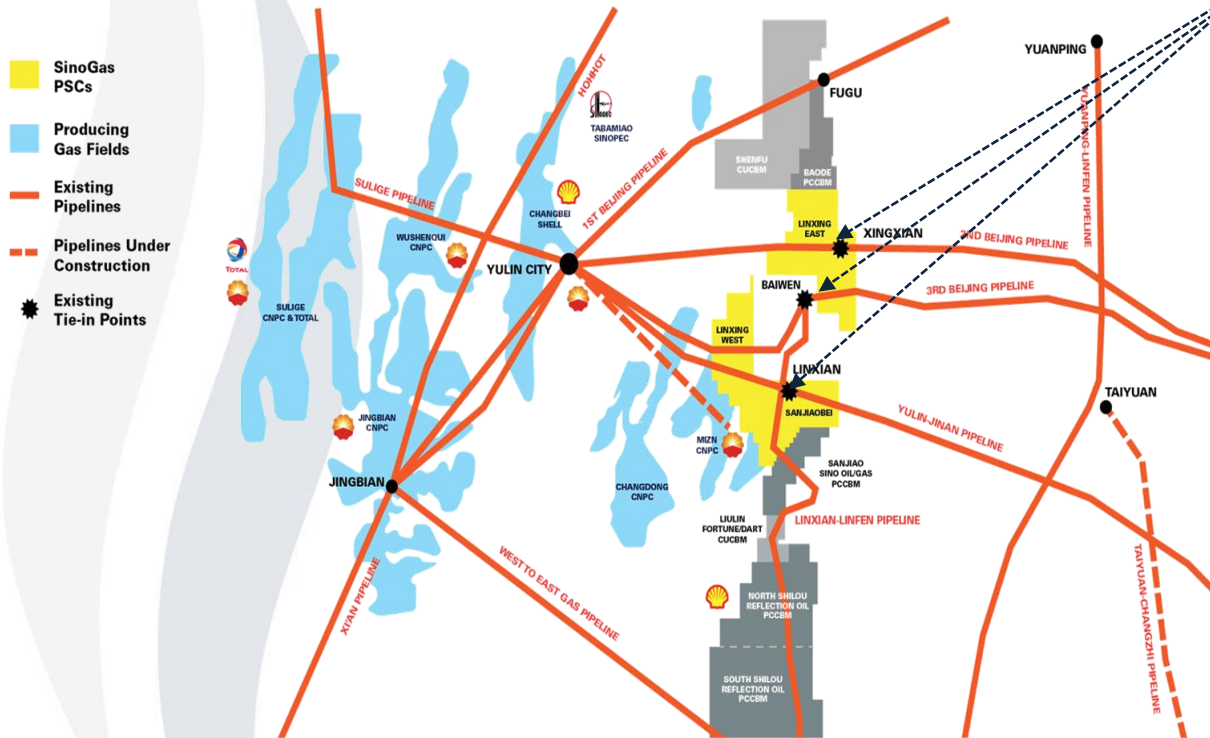 SinoGas
PSCs
Producing
Gas Fields
Existing
Pipelines
Pipelines Under
Construction
Existing
Tie-in Points
HOHHOT
TABAMIAO
SINOPEC
YUANPING
FUGU
YUANPING-LINFEN PIPELINE
SHENFU
CUCBM
BAODE
PCCBM
1ST BEIJING PIPELINE
SULIGE PIPELINE
CHANGBEI
SHELL
WUSHENQUI
CNPC
LINXING
EAST
XINGXIAN
2ND BEIJING PIPELINE
TOTAL
YULIN CITY
BAIWEN
3RD BEIJING PIPELINE
SULIGE
CNPC & TOTAL
LINXING
WEST
LINXIAN
SANJIAOBEI
TAIYUAN
YULIN-JINAN PIPELINE
JINGBIAN
CNPC
MIZN
CNPC
JINGBIAN
CHANGDONG
CNPC
SANJIAO
SINO OIL/GAS
PCCBM
LIULIN
FORTUNE/DART
CUCBM
LINXIAN-LINFEN PIPELINE
XI'AN PIPELINE
WEST TO EAST GAS PIPELINE
TAIYUAN-CHANGZHI PIPELINE
NORTH SHILOU
REFLECTION OIL
PCCBM
SOUTH SHILOU
REFLECTION OIL
PCCBM